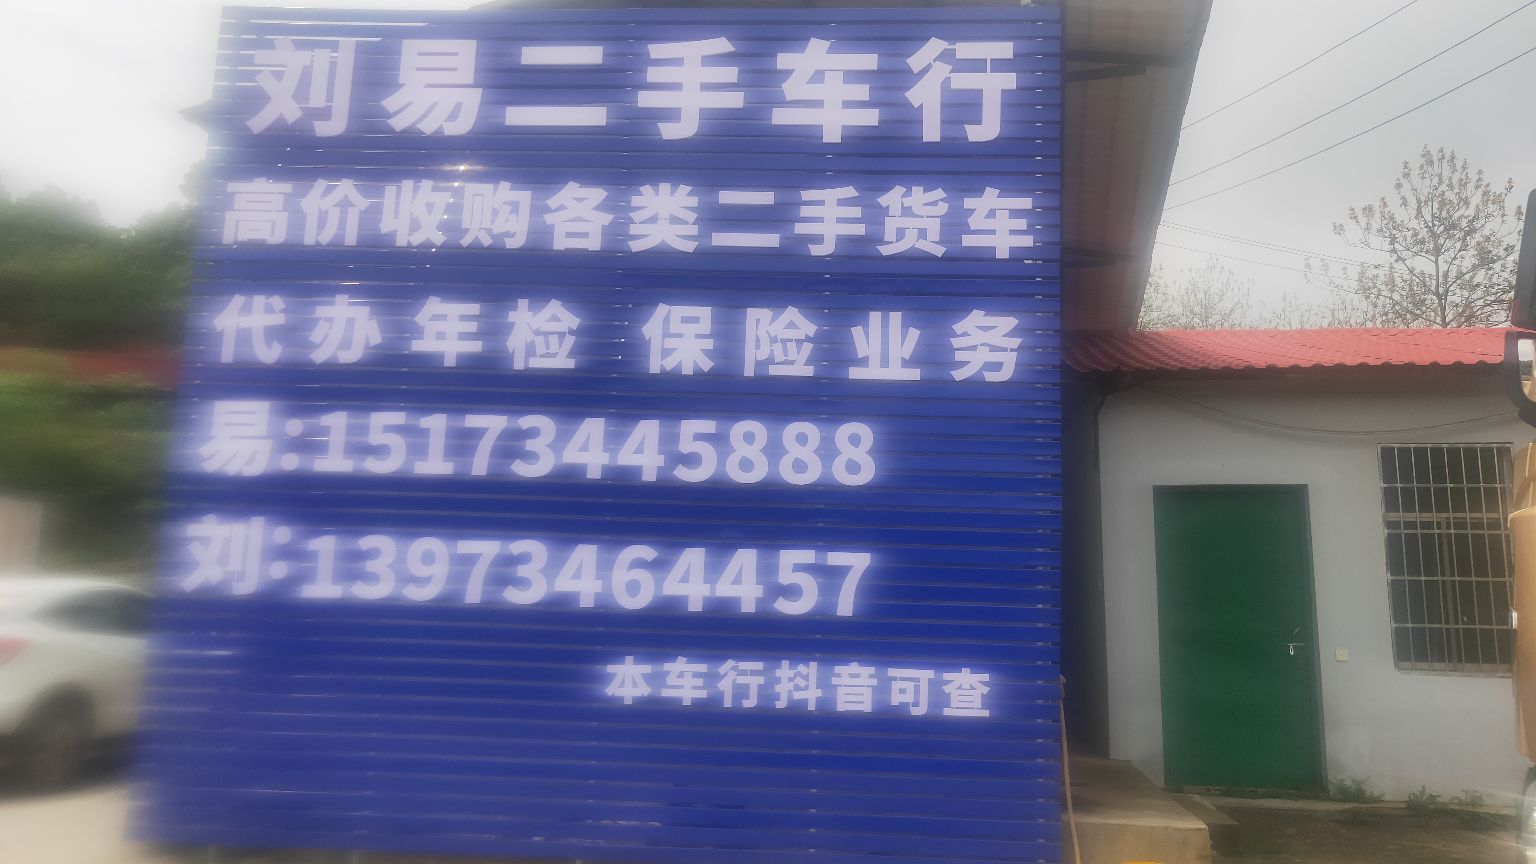 刘易二手车行
高价收购各类二手货车
代办年检 保险业务
易:15173445888
刘:13973464457
本车行抖音可查